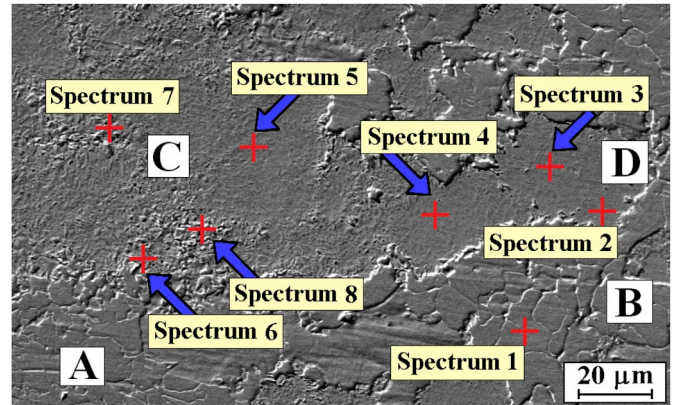 Spectrum 7
Spectrum 5
Spectrum 3
C
Spectrum 4
D
Spectrum 2
Spectrum 8
B
Spectrum 6
A
Spectrum 1
20 μm